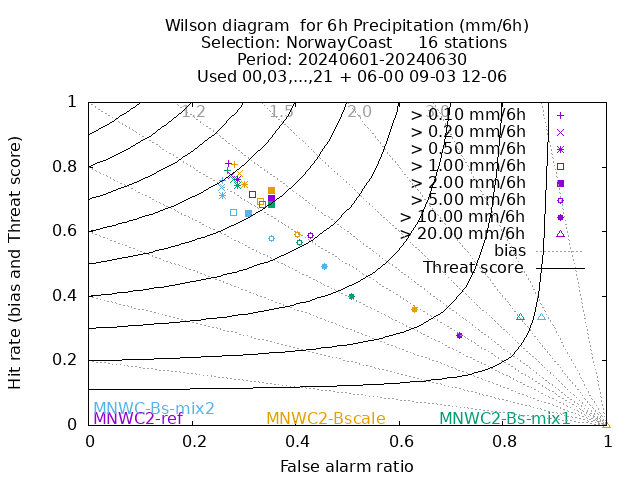 Wilson diagram  for 6h Precipitation (mm/6h)
Selection: NorwayCoast     16 stations
Period: 20240601-20240630
Used 00,03,...,21 + 06-00 09-03 12-06
Hit rate (bias and Threat score)
1
0.8
0.6
0.4
0.2
0
1.2
1.5
2.0
3.0
> 0.10 mm/6h
> 0.20 mm/6h
> 0.50 mm/6h
> 1.00 mm/6h
> 2.00 mm/6h
> 5.00 mm/6h
> 10.00 mm/6h
> 20.00 mm/6h
bias
Threat score
MNWC-Bs-mix2
MNWC2-ref
MNWC2-Bscale
MNWC2-Bs-mix1
0
0.2
0.4
0.6
0.8
1
False alarm ratio